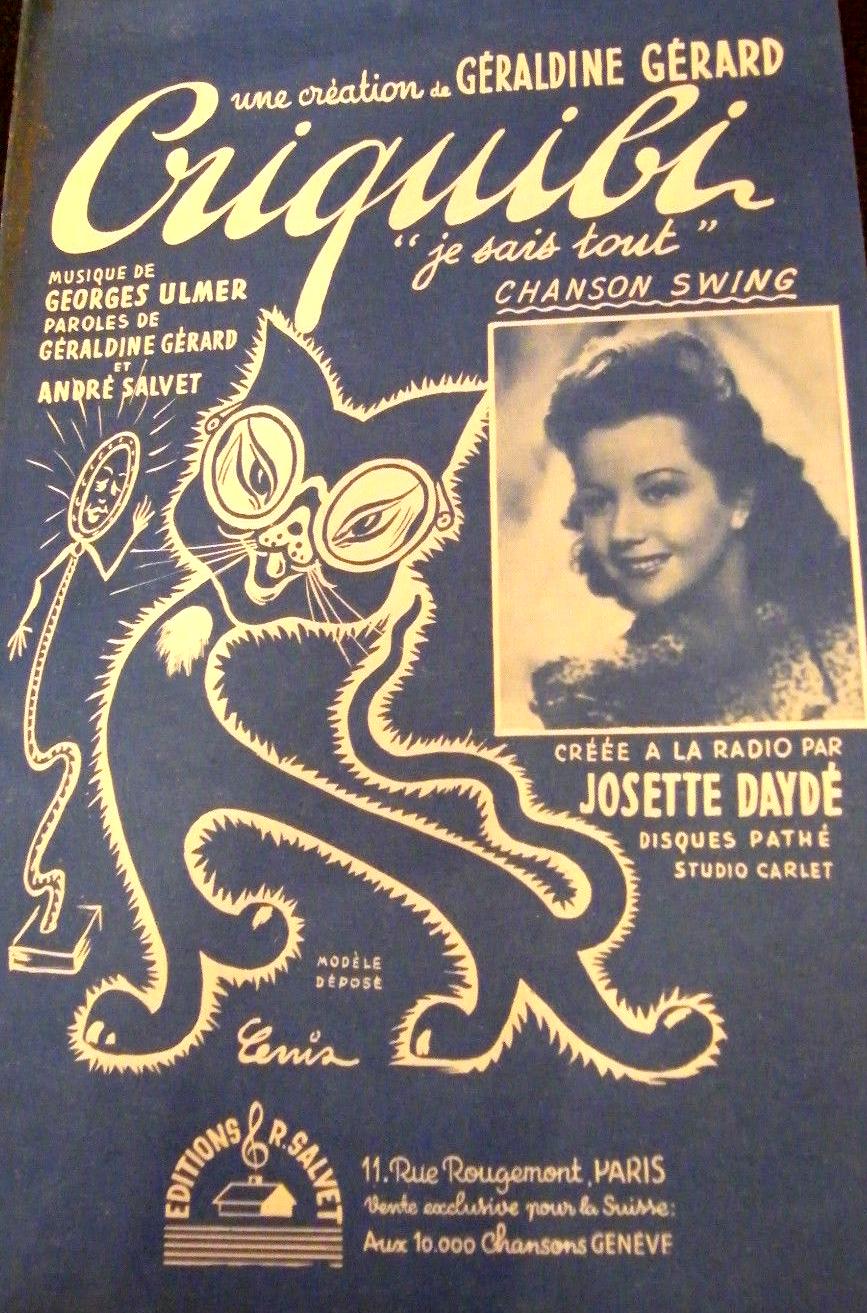 une création de GÉRALDINE GÉRARD
Criquibi
"je sais tout"
CHANSON SWING
MUSIQUE DE
GEORGES ULMER
PAROLES DE
GÉRALDINE GÉRARD
ET
ANDRÈ SALVET
CRÉÉE A LA RADIO PAR
JOSETTE DAYDÉ
DISQUES PATHÉ
STUDIO CARLET
MODÈLE
DÉPOSÉ
EDITIONS R. SALVET
11. Rue Rougemont, PARIS
Vente exclusive pour la Suisse:
Aux 10.000 Chansons GENÈVE